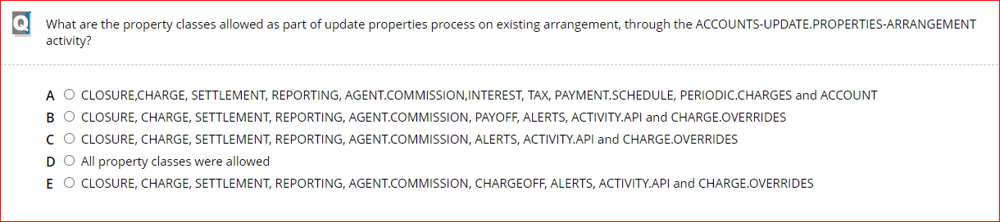 Q
What are the property classes allowed as part of update properties process on existing arrangement, through the ACCOUNTS-UPDATE.PROPERTIES-ARRANGEMENT
activity?
A CLOSURE,CHARGE, SETTLEMENT, REPORTING, AGENT.COMMISSION,INTEREST, TAX, PAYMENT.SCHEDULE, PERIODIC.CHARGES and ACCOUNT
B CLOSURE, CHARGE, SETTLEMENT, REPORTING, AGENT.COMMISSION, PAYOFF, ALERTS, ACTIVITY.API and CHARGE.OVERRIDES
C CLOSURE, CHARGE, SETTLEMENT, REPORTING, AGENT.COMMISSION, ALERTS, ACTIVITY.API and CHARGE.OVERRIDES
D All property classes were allowed
E CLOSURE, CHARGE, SETTLEMENT, REPORTING, AGENT.COMMISSION, CHARGEOFF, ALERTS, ACTIVITY.API and CHARGE.OVERRIDES